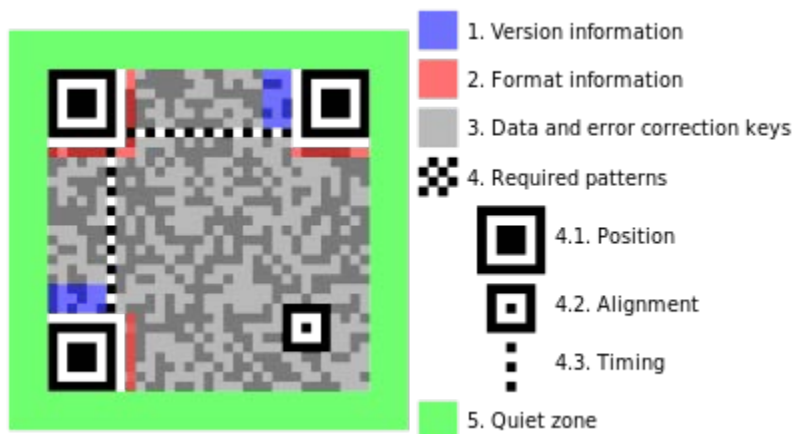 1. Version information
2. Format information
3. Data and error correction keys
4. Required patterns
4.1. Position
4.2. Alignment
4.3. Timing
5. Quiet zone